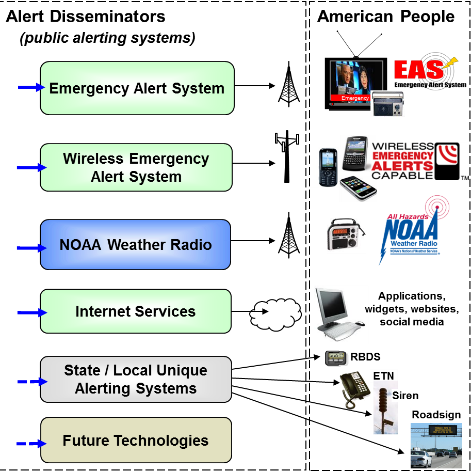 Alert Disseminators
(public alerting systems)
American People
Emergency Alert System
Emergency
EAS
Emergency Alert System
Wireless Emergency
Alert System
WIRELESS
EMERGENCY
ALERTS
CAPABLE
TM
NOAA Weather Radio
All Hazards
NOAA
Weather Radio
Internet Services
Applications,
widgets, websites,
social media
State / Local Unique
Alerting Systems
RBDS
ETN
Siren
Roadsign
Future Technologies